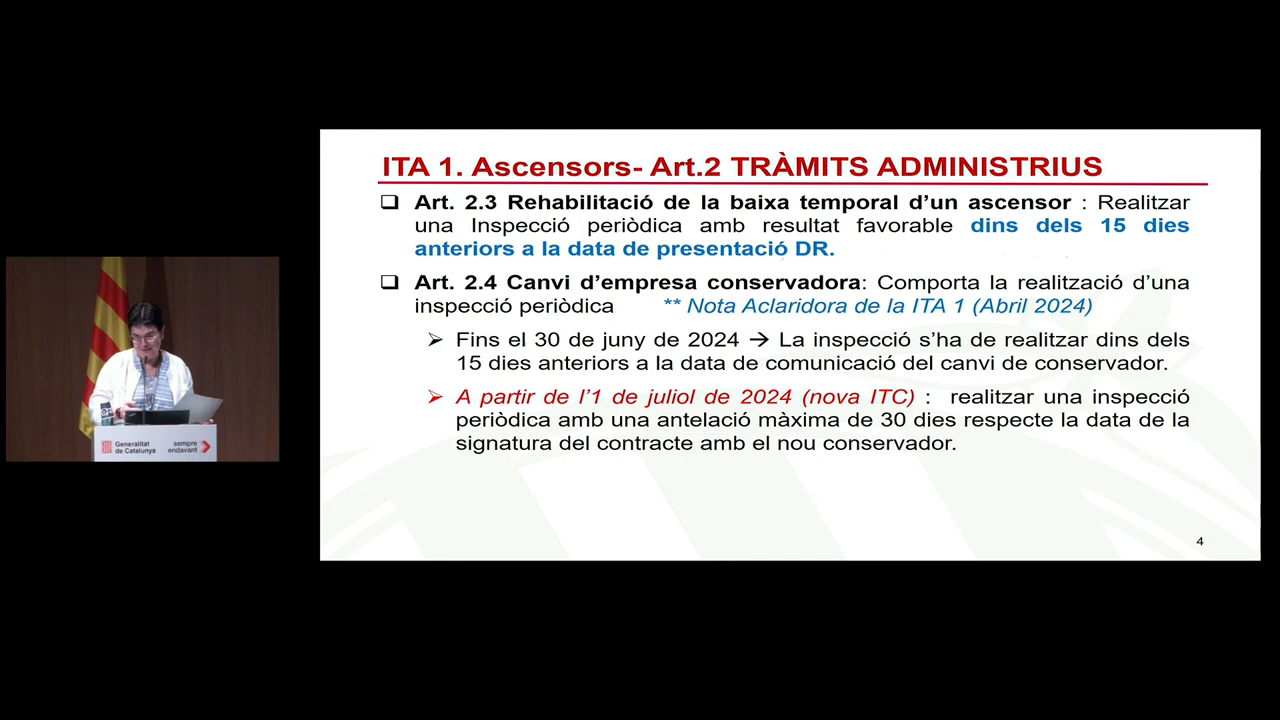 ITA 1. Ascensors- Art.2 TRÀMITS ADMINISTRIUS
❑ Art. 2.3 Rehabilitació de la baixa temporal d’un ascensor : Realitzar
una Inspecció periòdica amb resultat favorable dins dels 15 dies
anteriors a la data de presentació DR.
❑ Art. 2.4 Canvi d’empresa conservadora: Comporta la realització d’una
inspecció periòdica ** Nota Aclaridora de la ITA 1 (Abril 2024)
➢ Fins el 30 de juny de 2024 → La inspecció s’ha de realitzar dins dels
15 dies anteriors a la data de comunicació del canvi de conservador.
➢ A partir de l’1 de juliol de 2024 (nova ITC) : realitzar una inspecció
periòdica amb una antelació màxima de 30 dies respecte la data de la
signatura del contracte amb el nou conservador.
4
Generalitat
de Catalunya
sempre
endavant